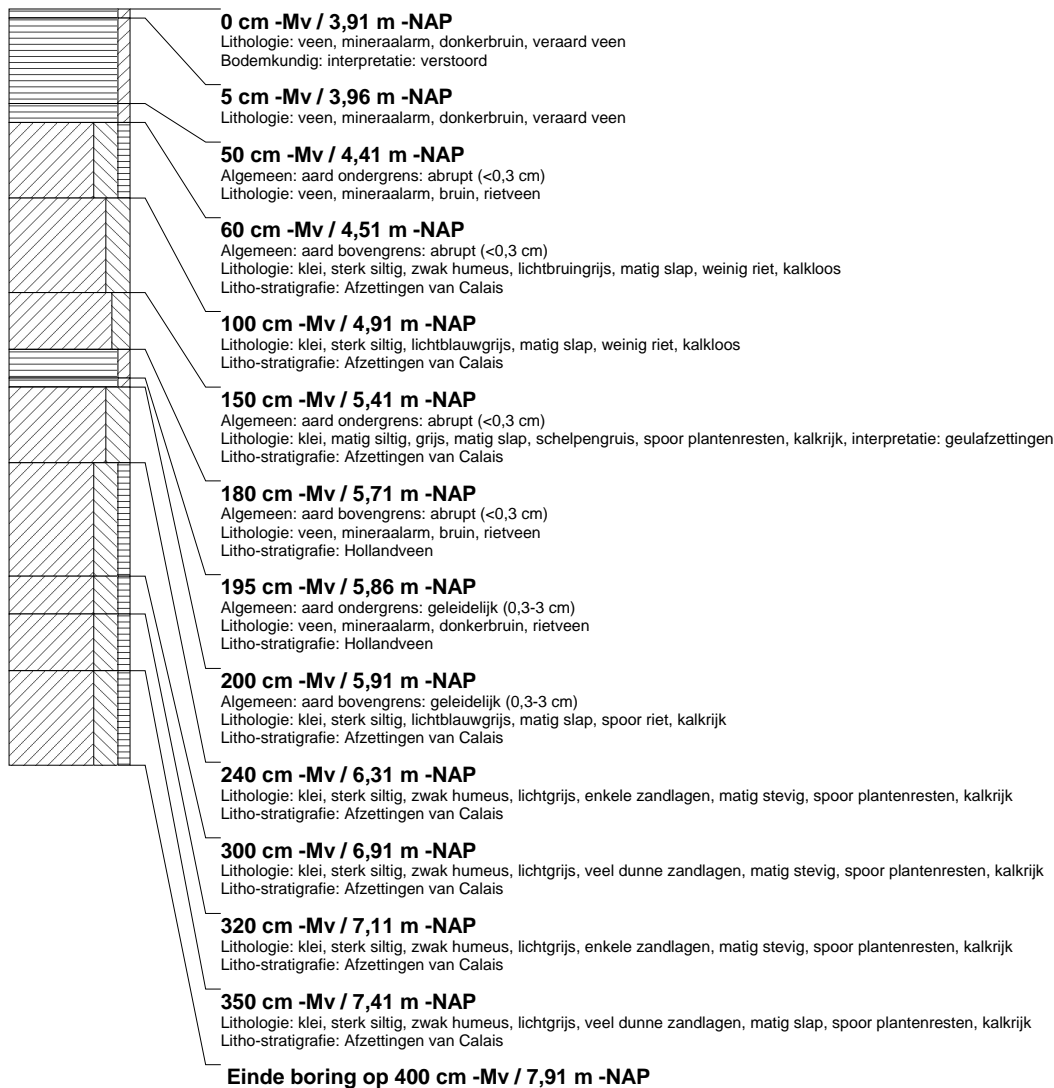 0 cm -Mv / 3,91 m -NAP
Lithologie: veen, mineraalarm, donkerbruin, veraard veen
Bodemkundig: interpretatie: verstoord
5 cm -Mv / 3,96 m -NAP
Lithologie: veen, mineraalarm, donkerbruin, veraard veen
50 cm -Mv / 4,41 m -NAP
Algemeen: aard ondergrens: abrupt (<0,3 cm)
Lithologie: veen, mineraalarm, bruin, rietveen
60 cm -Mv / 4,51 m -NAP
Algemeen: aard bovengrens: abrupt (<0,3 cm)
Lithologie: klei, sterk siltig, zwak humeus, lichtbruingrijs, matig slap, weinig riet, kalkloos
Litho-stratigrafie: Afzettingen van Calais
100 cm -Mv / 4,91 m -NAP
Lithologie: klei, sterk siltig, lichtblauwgrijs, matig slap, weinig riet, kalkloos
Litho-stratigrafie: Afzettingen van Calais
150 cm -Mv / 5,41 m -NAP
Algemeen: aard ondergrens: abrupt (<0,3 cm)
Lithologie: klei, matig siltig, grijs, matig slap, schelpengruis, spoor plantenresten, kalkrijk, interpretatie: geulafzettingen
Litho-stratigrafie: Afzettingen van Calais
180 cm -Mv / 5,71 m -NAP
Algemeen: aard bovengrens: abrupt (<0,3 cm)
Lithologie: veen, mineraalarm, bruin, rietveen
Litho-stratigrafie: Hollandveen
195 cm -Mv / 5,86 m -NAP
Algemeen: aard ondergrens: geleidelijk (0,3-3 cm)
Lithologie: veen, mineraalarm, donkerbruin, rietveen
Litho-stratigrafie: Hollandveen
200 cm -Mv / 5,91 m -NAP
Algemeen: aard bovengrens: geleidelijk (0,3-3 cm)
Lithologie: klei, sterk siltig, lichtblauwgrijs, matig slap, spoor riet, kalkrijk
Litho-stratigrafie: Afzettingen van Calais
240 cm -Mv / 6,31 m -NAP
Lithologie: klei, sterk siltig, zwak humeus, lichtgrijs, enkele zandlagen, matig stevig, spoor plantenresten, kalkrijk
Litho-stratigrafie: Afzettingen van Calais
300 cm -Mv / 6,91 m -NAP
Lithologie: klei, sterk siltig, zwak humeus, lichtgrijs, veel dunne zandlagen, matig stevig, spoor plantenresten, kalkrijk
Litho-stratigrafie: Afzettingen van Calais
320 cm -Mv / 7,11 m -NAP
Lithologie: klei, sterk siltig, zwak humeus, lichtgrijs, enkele zandlagen, matig stevig, spoor plantenresten, kalkrijk
Litho-stratigrafie: Afzettingen van Calais
350 cm -Mv / 7,41 m -NAP
Lithologie: klei, sterk siltig, zwak humeus, lichtgrijs, veel dunne zandlagen, matig slap, spoor plantenresten, kalkrijk
Litho-stratigrafie: Afzettingen van Calais
Einde boring op 400 cm -Mv / 7,91 m -NAP